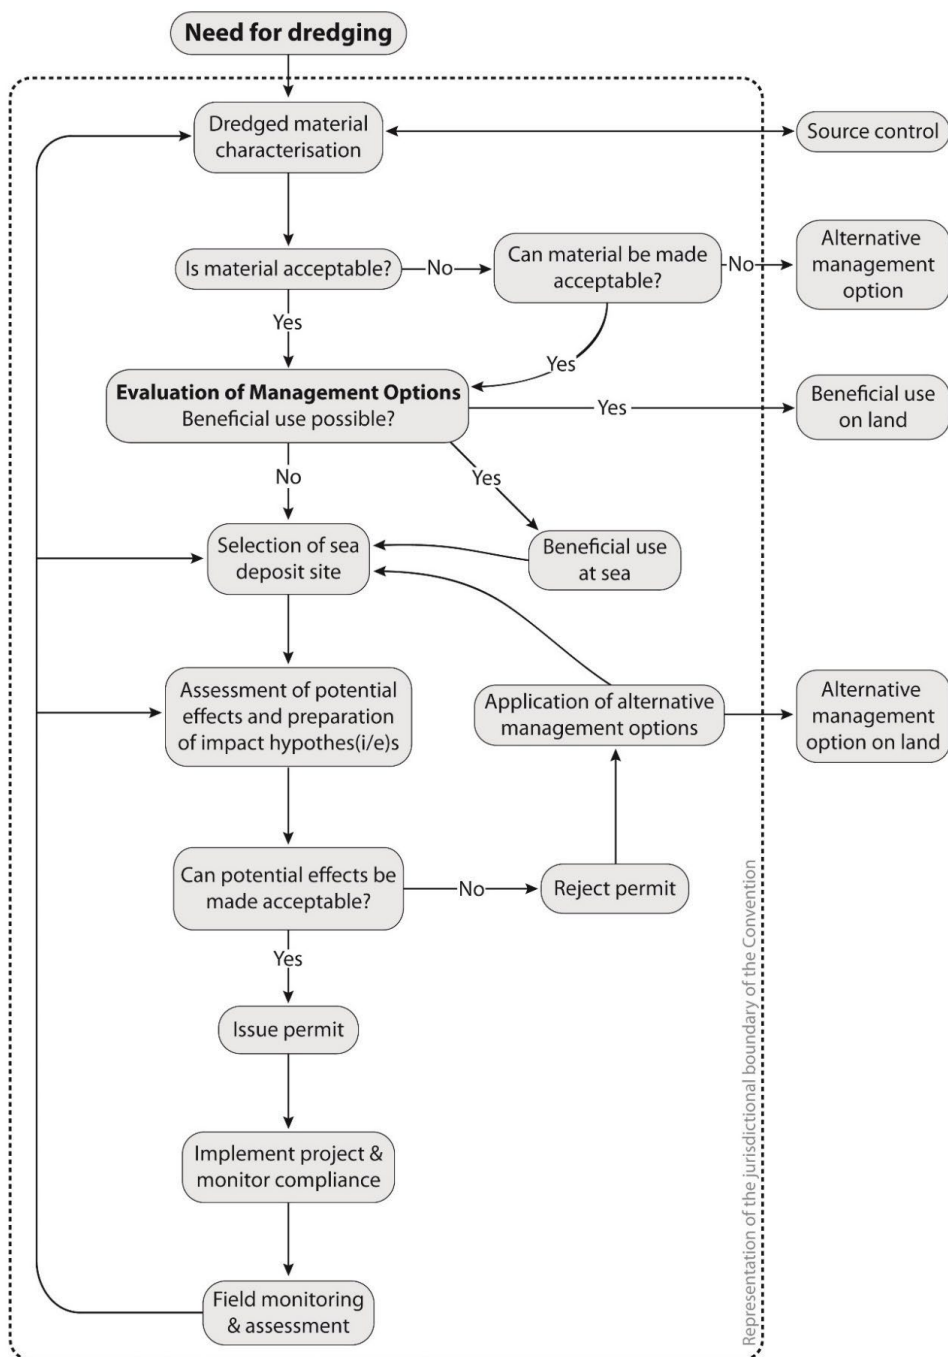 Need for dredging
Dredged material
characterisation
Source control
Is material acceptable?
No
Can material be made
acceptable?
No
Alternative
management
option
Yes
Yes
Evaluation of Management Options
Beneficial use possible?
Yes
Beneficial use
on land
No
Yes
Selection of sea
deposit site
Beneficial use
at sea
Assessment of potential
effects and preparation
of impact hypothes(i/e)s
Application of alternative
management options
Alternative
management
option on land
Can potential effects be
made acceptable?
No
Reject permit
Yes
Issue permit
Implement project &
monitor compliance
Field monitoring
& assessment
Representation of the jurisdictional boundary of the Convention